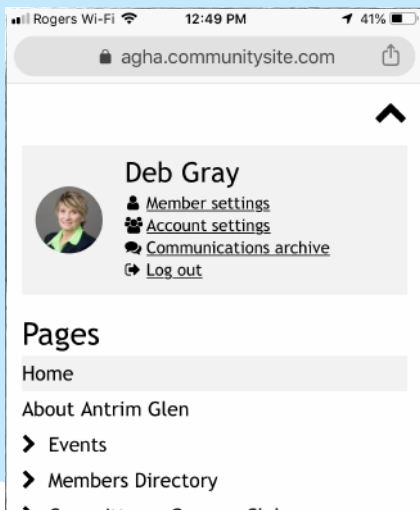 Rogers Wi-Fi 12:49 PM 41%
agha.communitysite.com
Deb Gray
Member settings
Account settings
Communications archive
Log out
Pages
Home
About Antrim Glen
Events
Members Directory